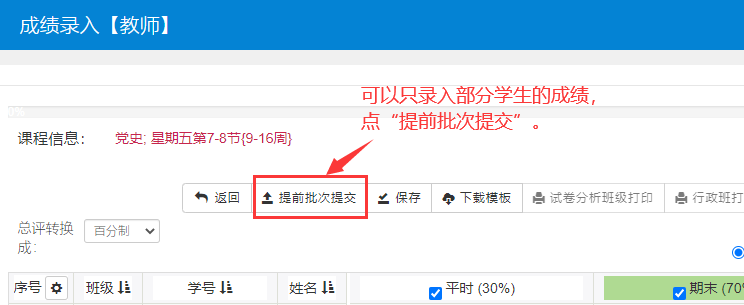 成绩录入【教师】
可以只录入部分学生的成绩，
点“提前批次提交”。
0%
课程信息： 党史; 星期五第7-8节{9-16周}
返回 提前批次提交 保存 下载模板 试卷分析班级打印 行政班打
总评转换 百分制
成：
序号 班级 学号 姓名 平时 (30%) 期末 (70%